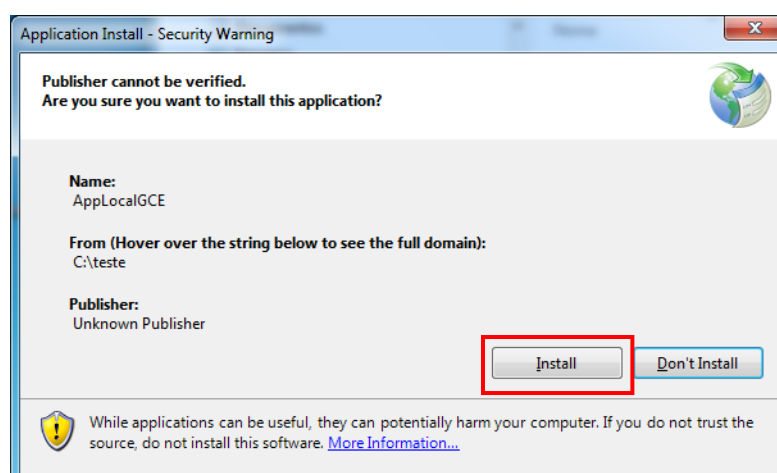 Application Install - Security Warning
Publisher cannot be verified.
Are you sure you want to install this application?
Name:
AppLocalGCE
From (Hover over the string below to see the full domain):
C:\teste
Publisher:
Unknown Publisher
Install
Don't Install
While applications can be useful, they can potentially harm your computer. If you do not trust the
source, do not install this software. More Information...